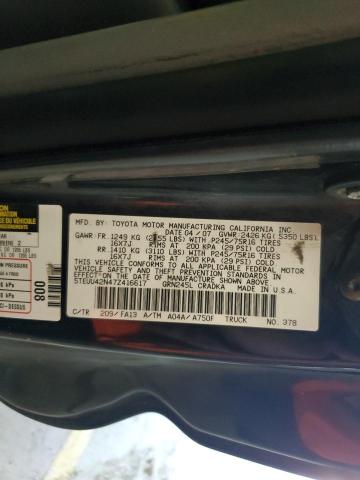 MFD. BY: TOYOTA MOTOR MANUFACTURING CALIFORNIA INC.
DATE 04 / 07 GVWR-2426 KG( 5350 LBS).
GAWR FR. 1249 KG ( 2755 LBS) WITH P245/75R16 TIRES
16X7J RIMS AT 200 KPA (29 PSI) COLD
RR. 1410 KG (3110 LBS) WITH P245/75R16 TIRES
16X7J RIMS AT 200 KPA (29 PSI) COLD
THIS VEHICLE CONFORMS TO ALL APPLICABLE FEDERAL MOTOR
VEHICLE SAFETY AND THEFT PREVENTION STANDARDS IN
EFFECT ON THE DATE OF MANUFACTURE SHOWN ABOVE.
5TEUU42N47Z416617 GRN245L CRADKA MADE IN U.S.A.
C/TR 209/ FA13 A/TM A04A/ A750F TRUCK NO. 378
800